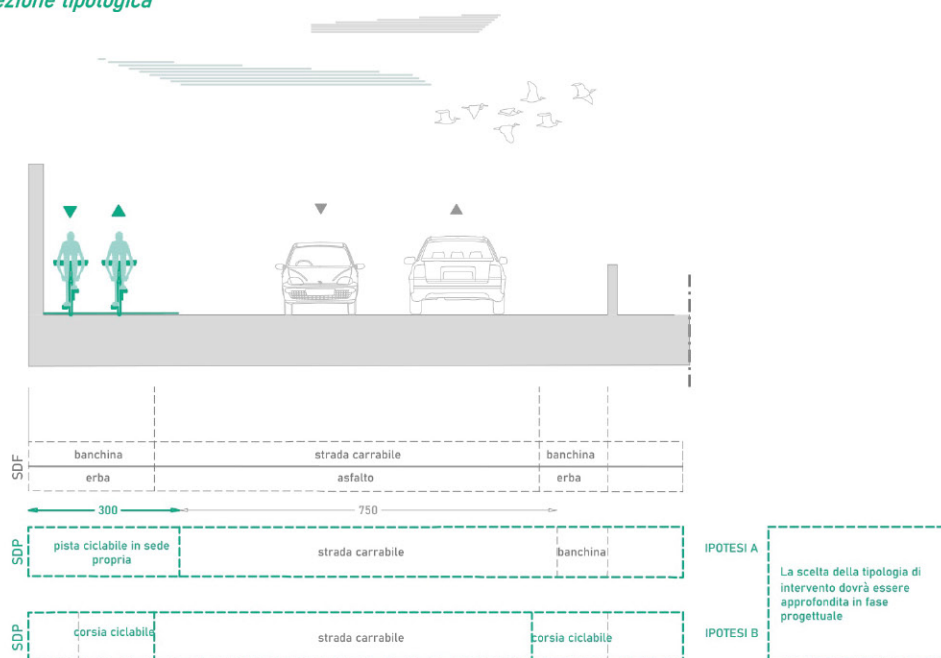 tipologica
SDF
banchina
strada carrabile
banchina
erba
asfalto
erba
300
750
SDP
pista ciclabile in sede
propria
strada carrabile
banchina
IPOTESI A
SDP
corsia ciclabile
strada carrabile
corsia ciclabile
IPOTESI B
La scelta della tipologia di
intervento dovrà essere
approfondita in fase
progettuale